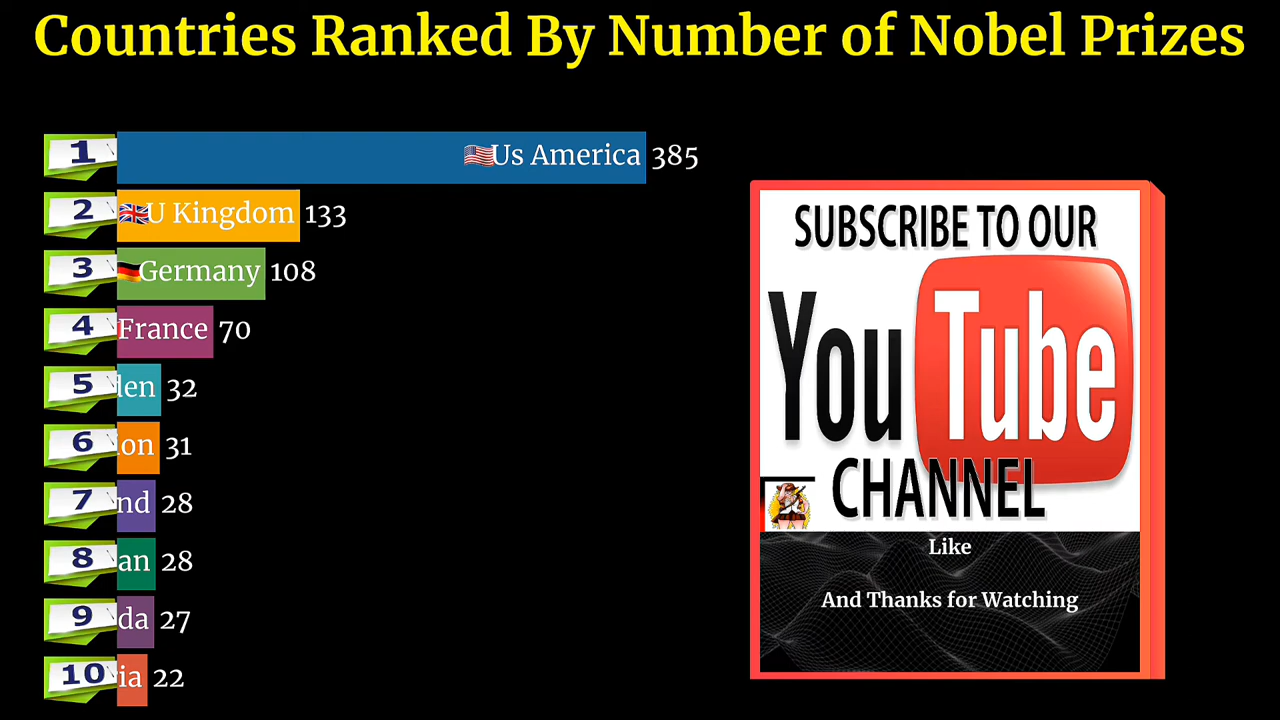 Countries Ranked By Number of Nobel Prizes
1 Us America 385
2 U Kingdom 133
3 Germany 108
4 France 70
5 den 32
6 on 31
7 nd 28
8 an 28
9 da 27
10 ia 22
SUBSCRIBE TO OUR
YouTube
CHANNEL
Like
And Thanks for Watching